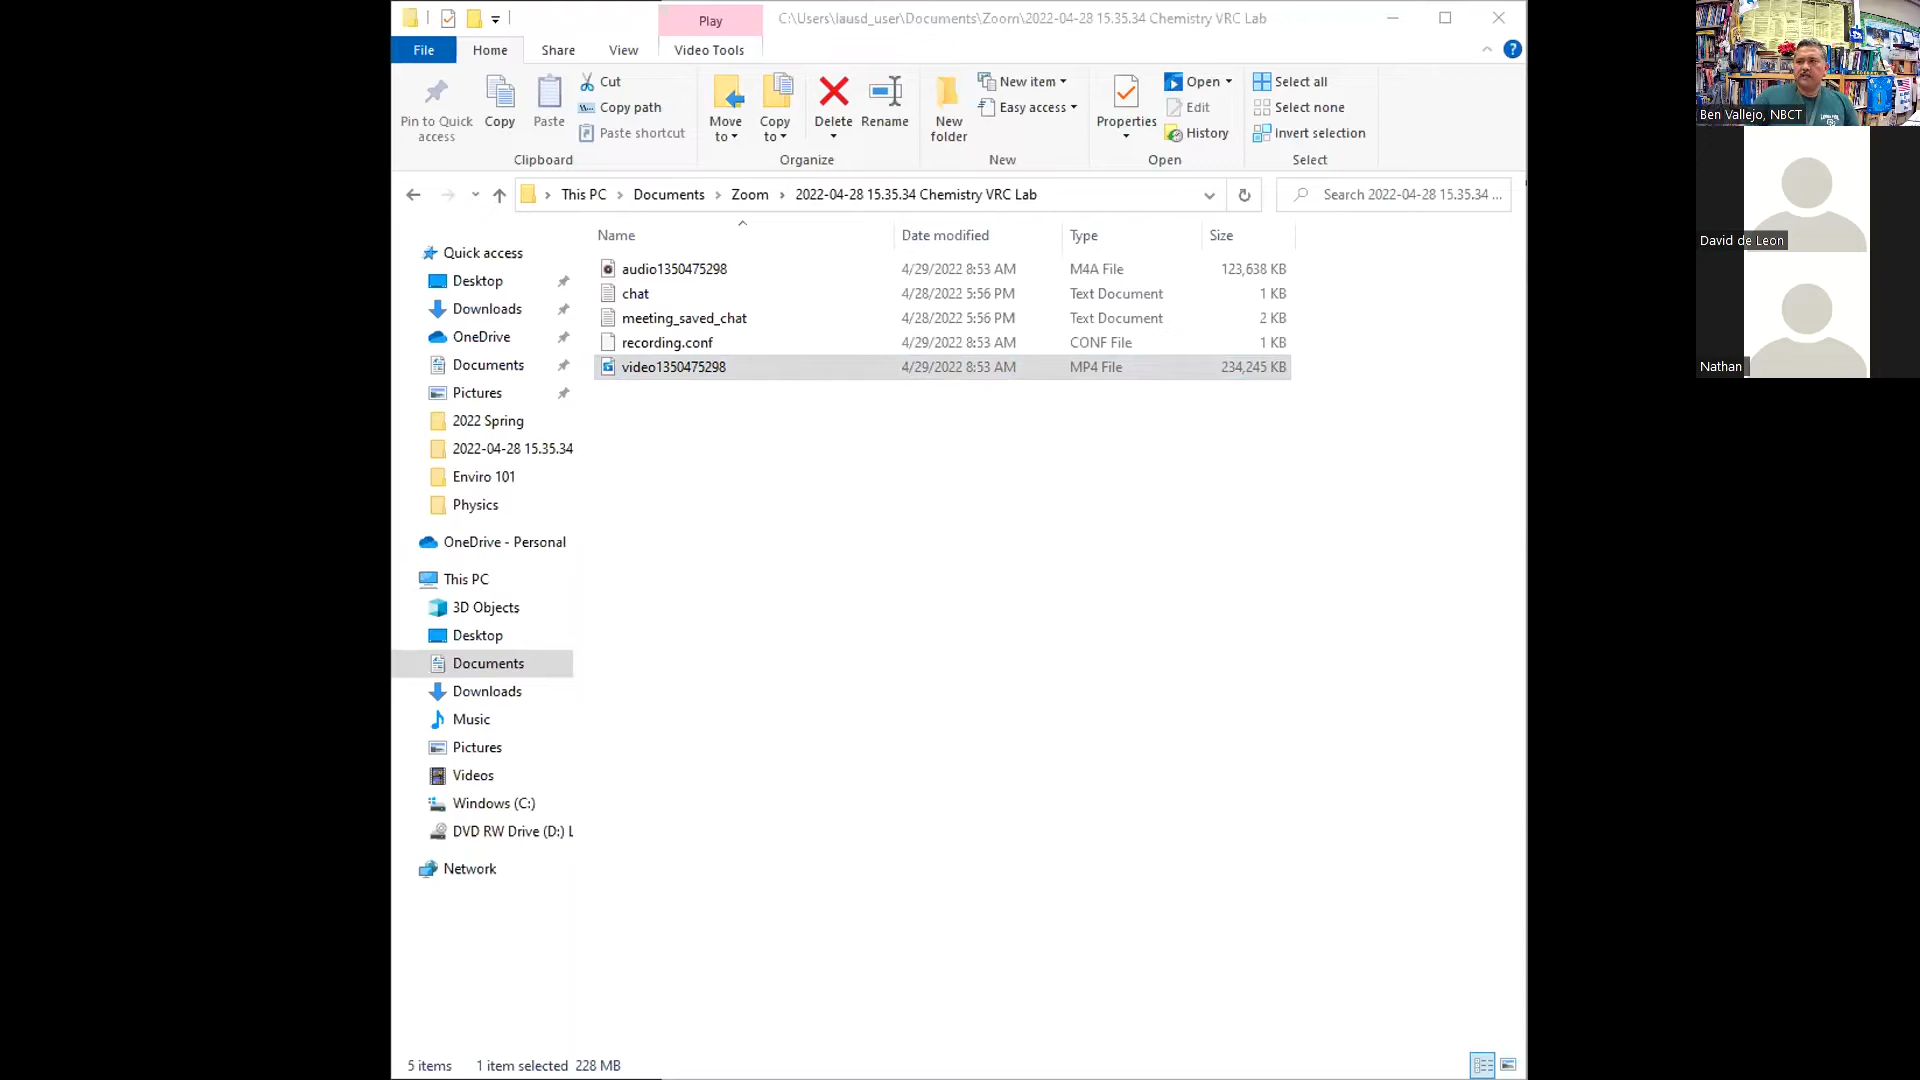 Play
C:\Users\lausd_user\Documents\Zoom\2022-04-28 15.35.34 Chemistry VRC Lab
File
Home
Share
View
Video Tools
Pin to Quick access
Copy
Paste
Cut
Copy path
Paste shortcut
Clipboard
Move to
Copy to
Delete
Rename
Organize
New folder
New item
Easy access
New
Properties
Open
Edit
History
Open
Select all
Select none
Invert selection
Select
This PC
Documents
Zoom
2022-04-28 15.35.34 Chemistry VRC Lab
Search 2022-04-28 15.35.34 ...
Name
Date modified
Type
Size
audio1350475298 4/29/2022 8:53 AM M4A File 123,638 KB
chat 4/28/2022 5:56 PM Text Document 1 KB
meeting_saved_chat 4/28/2022 5:56 PM Text Document 2 KB
recording.conf 4/29/2022 8:53 AM CONF File 1 KB
video1350475298 4/29/2022 8:53 AM MP4 File 234,245 KB
Quick access
Desktop
Downloads
OneDrive
Documents
Pictures
2022 Spring
2022-04-28 15.35.34
Enviro 101
Physics
OneDrive - Personal
This PC
3D Objects
Desktop
Documents
Downloads
Music
Pictures
Videos
Windows (C:)
DVD RW Drive (D:) L
Network
5 items
1 item selected 228 MB
Ben Vallejo, NBCT
David de Leon
Nathan